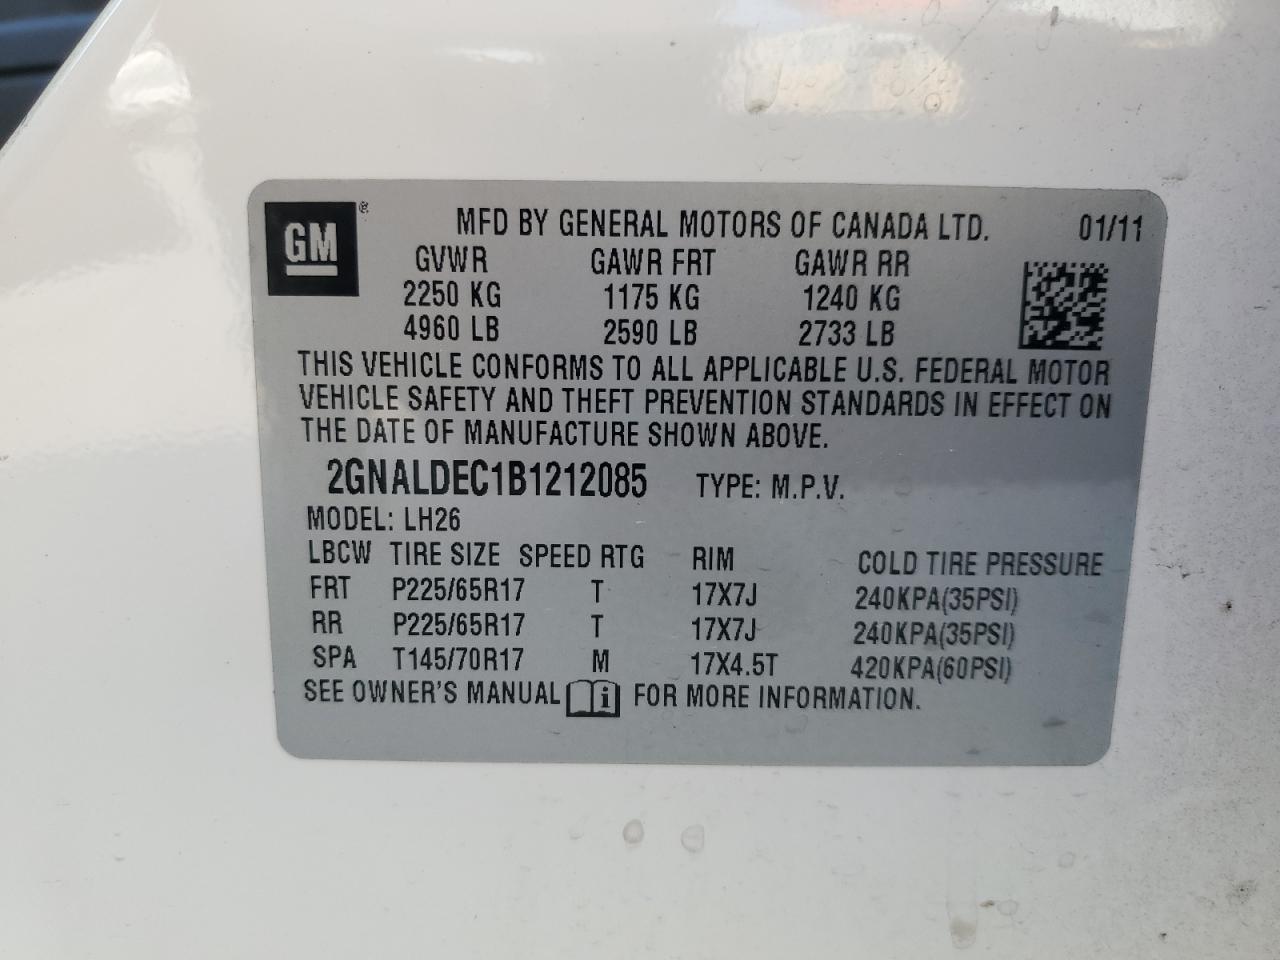 GM ® MFD BY GENERAL MOTORS OF CANADA LTD. 01/11
GVWR GAWR FRT GAWR RR
2250 KG 1175 KG 1240 KG
4960 LB 2590 LB 2733 LB
THIS VEHICLE CONFORMS TO ALL APPLICABLE U.S. FEDERAL MOTOR
VEHICLE SAFETY AND THEFT PREVENTION STANDARDS IN EFFECT ON
THE DATE OF MANUFACTURE SHOWN ABOVE.
2GNALDEC1B1212085 TYPE: M.P.V.
MODEL: LH26
LBCW TIRE SIZE SPEED RTG RIM COLD TIRE PRESSURE
FRT P225/65R17 T 17X7J 240KPA(35PSI)
RR P225/65R17 T 17X7J 240KPA(35PSI)
SPA T145/70R17 M 17X4.5T 420KPA(60PSI)
SEE OWNER'S MANUAL i FOR MORE INFORMATION.